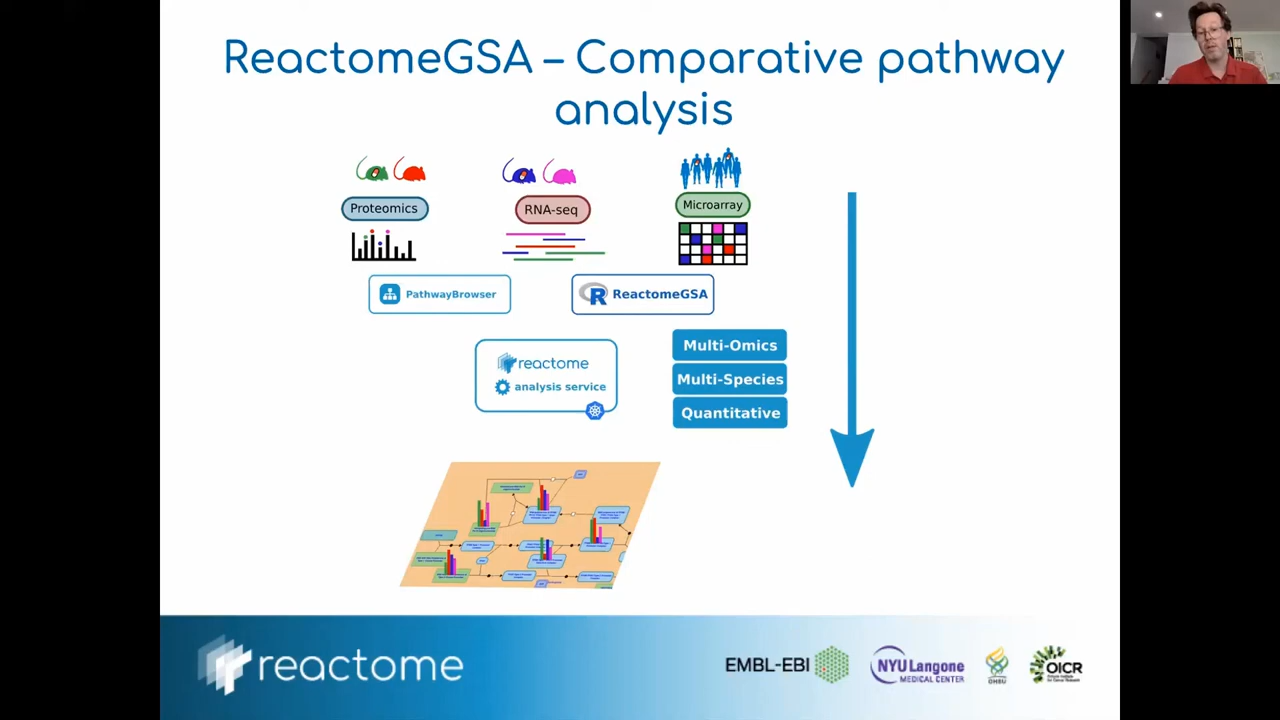 ReactomeGSA – Comparative pathway
analysis
Proteomics
RNA-seq
Microarray
PathwayBrowser
R ReactomeGSA
reactome
analysis service
Multi-Omics
Multi-Species
Quantitative
reactome
EMBL-EBI
NYU Langone
MEDICAL CENTER
OHSU
OICR